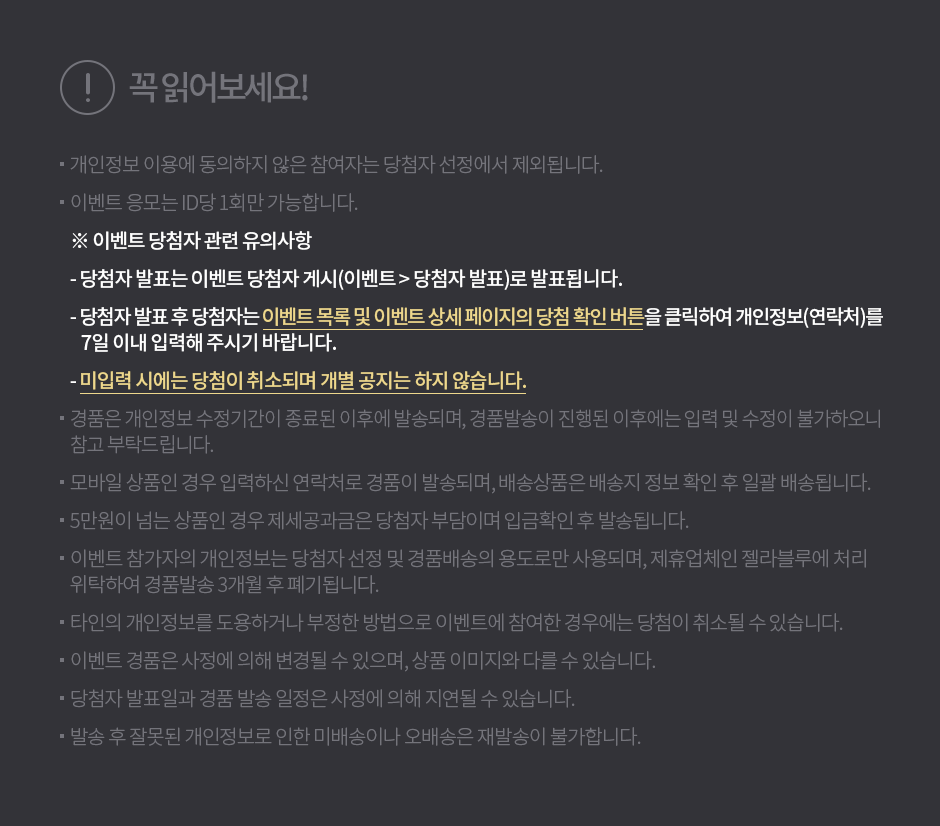 꼭 읽어보세요!
▪ 개인정보 이용에 동의하지 않은 참여자는 당첨자 선정에서 제외됩니다.
▪ 이벤트 응모는 ID당 1회만 가능합니다.
※ 이벤트 당첨자 관련 유의사항
- 당첨자 발표는 이벤트 당첨자 게시(이벤트 > 당첨자 발표)로 발표됩니다.
- 당첨자 발표 후 당첨자는 이벤트 목록 및 이벤트 상세 페이지의 당첨 확인 버튼을 클릭하여 개인정보(연락처)를
7일 이내 입력해 주시기 바랍니다.
- 미입력 시에는 당첨이 취소되며 개별 공지는 하지 않습니다.
▪ 경품은 개인정보 수정기간이 종료된 이후에 발송되며, 경품발송이 진행된 이후에는 입력 및 수정이 불가하오니
참고 부탁드립니다.
▪ 모바일 상품인 경우 입력하신 연락처로 경품이 발송되며, 배송상품은 배송지 정보 확인 후 일괄 배송됩니다.
▪ 5만원이 넘는 상품인 경우 제세공과금은 당첨자 부담이며 입금확인 후 발송됩니다.
▪ 이벤트 참가자의 개인정보는 당첨자 선정 및 경품배송의 용도로만 사용되며, 제휴업체인 젤라블루에 처리
위탁하여 경품발송 3개월 후 폐기됩니다.
▪ 타인의 개인정보를 도용하거나 부정한 방법으로 이벤트에 참여한 경우에는 당첨이 취소될 수 있습니다.
▪ 이벤트 경품은 사정에 의해 변경될 수 있으며, 상품 이미지와 다를 수 있습니다.
▪ 당첨자 발표일과 경품 발송 일정은 사정에 의해 지연될 수 있습니다.
▪ 발송 후 잘못된 개인정보로 인한 미배송이나 오배송은 재발송이 불가합니다.